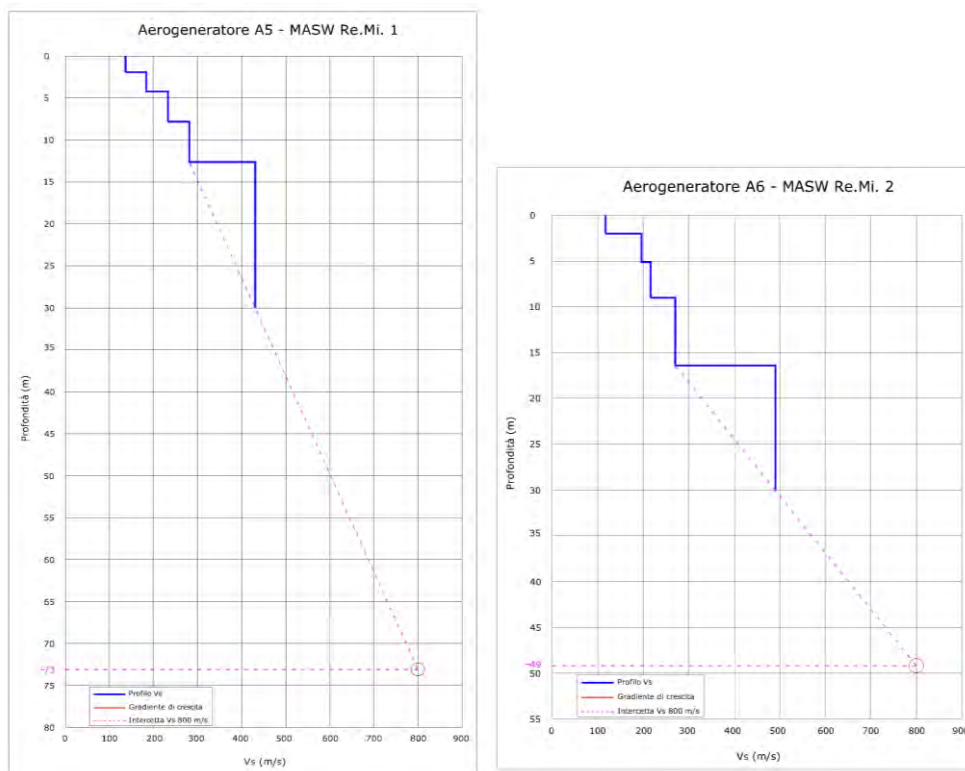 Aerogeneratore A5 - MASW Re.Mi. 1
0
5
10
15
20
25
30
35
40
45
50
55
60
65
70
~73
75
80
Profondità (m)
0 100 200 300 400 500 600 700 800 900
Vs (m/s)
Profilo Vs
Gradiente di crescita
Intercetta Vs 800 m/s
Aerogeneratore A6 - MASW Re.Mi. 2
0
5
10
15
20
25
30
35
40
45
~49
50
55
Profondità (m)
0 100 200 300 400 500 600 700 800 900
Vs (m/s)
Profilo Vs
Gradiente di crescita
Intercetta Vs 800 m/s